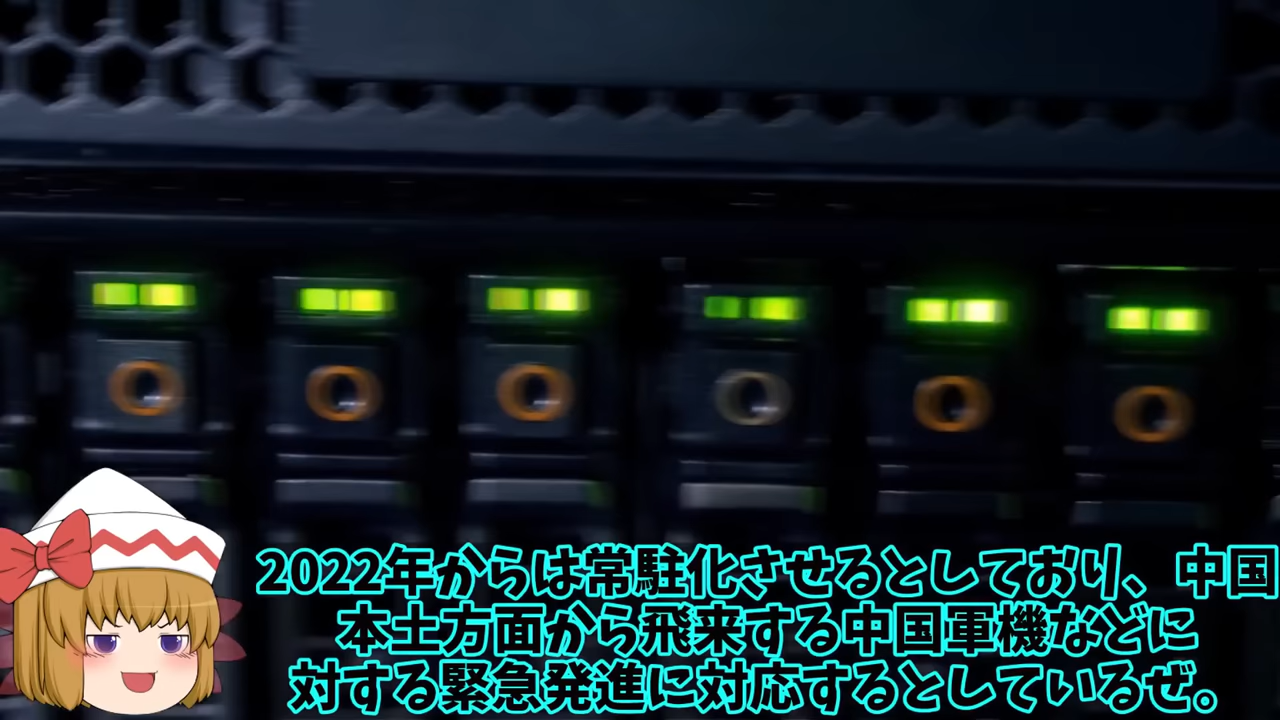 2022年からは常駐化させるとしており、中国
本土方面から飛来する中国軍機などに
対する緊急発進に対応するとしているぜ。